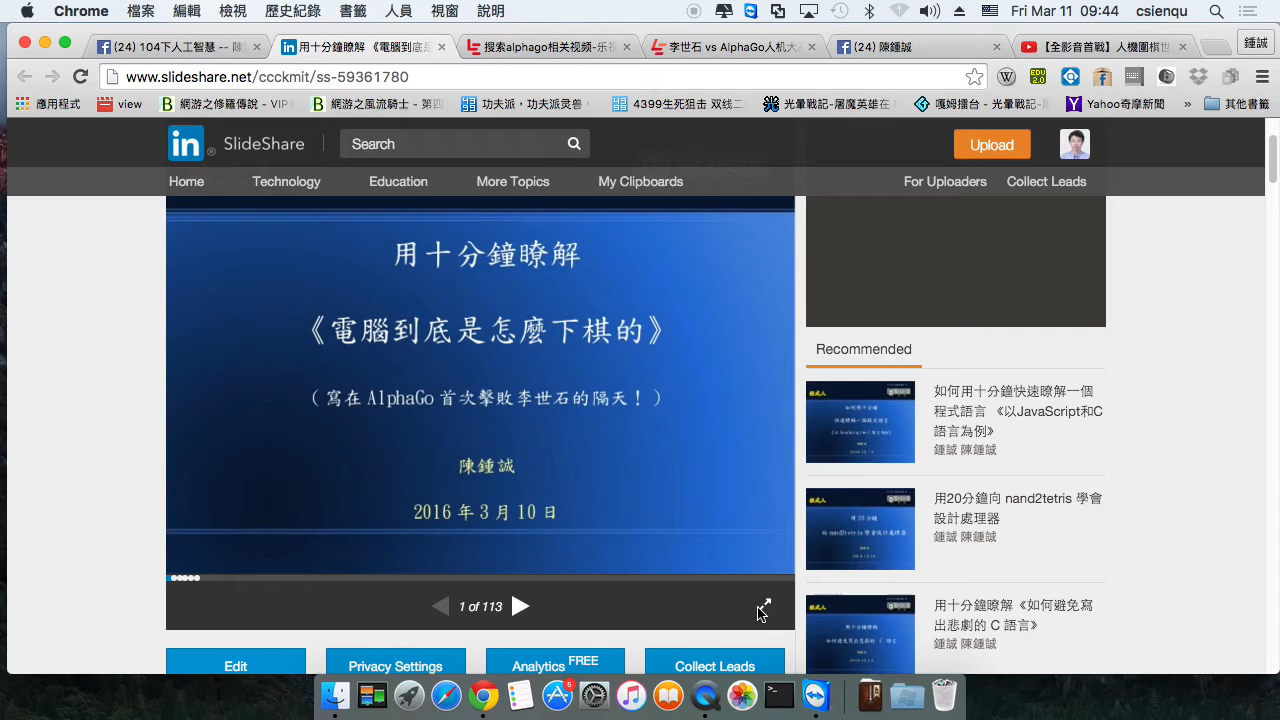 Chrome 檔案 編輯 檢視 歷史紀錄 書籤 人員 視窗 說明 Fri Mar 11 09:44 csienqu
(24) 104下人工智慧 -- 陳
用十分鐘瞭解 《電腦到底是
搜索alphago相关视频-乐
李世石 vs AlphaGo人机大
(24) 陳鍾誠
【全影音首戰】人機圍棋世
鍾誠
www.slideshare.net/ccckmit/ss-59361780
應用程式 view 網游之修羅傳說 - VIP 網游之近戰 功夫派,功夫派灵兽 4399生死狙击 光暈戰記-屠魔英雄在 光暈戰記- Yahoo奇摩新聞 » 其他書籤
in SlideShare Search Upload
Home Technology Education More Topics My Clipboards For Uploaders Collect Leads
用十分鐘瞭解
《電腦到底是怎麼下棋的》
（寫在 AlphaGo 首次擊敗李世石的隔天！）
陳鍾誠
2016 年 3 月 10 日
1 of 113
Edit Privacy Settings Analytics FREE Collect Leads
Recommended
如何用十分鐘快速瞭解一個
程式語言 《以JavaScript和C
語言為例》
鍾誠 陳鍾誠
用20分鐘向 nand2tetris 學會
設計處理器
鍾誠 陳鍾誠
用十分鐘瞭解《如何避免寫
出悲劇的 C 語言》
鍾誠 陳鍾誠